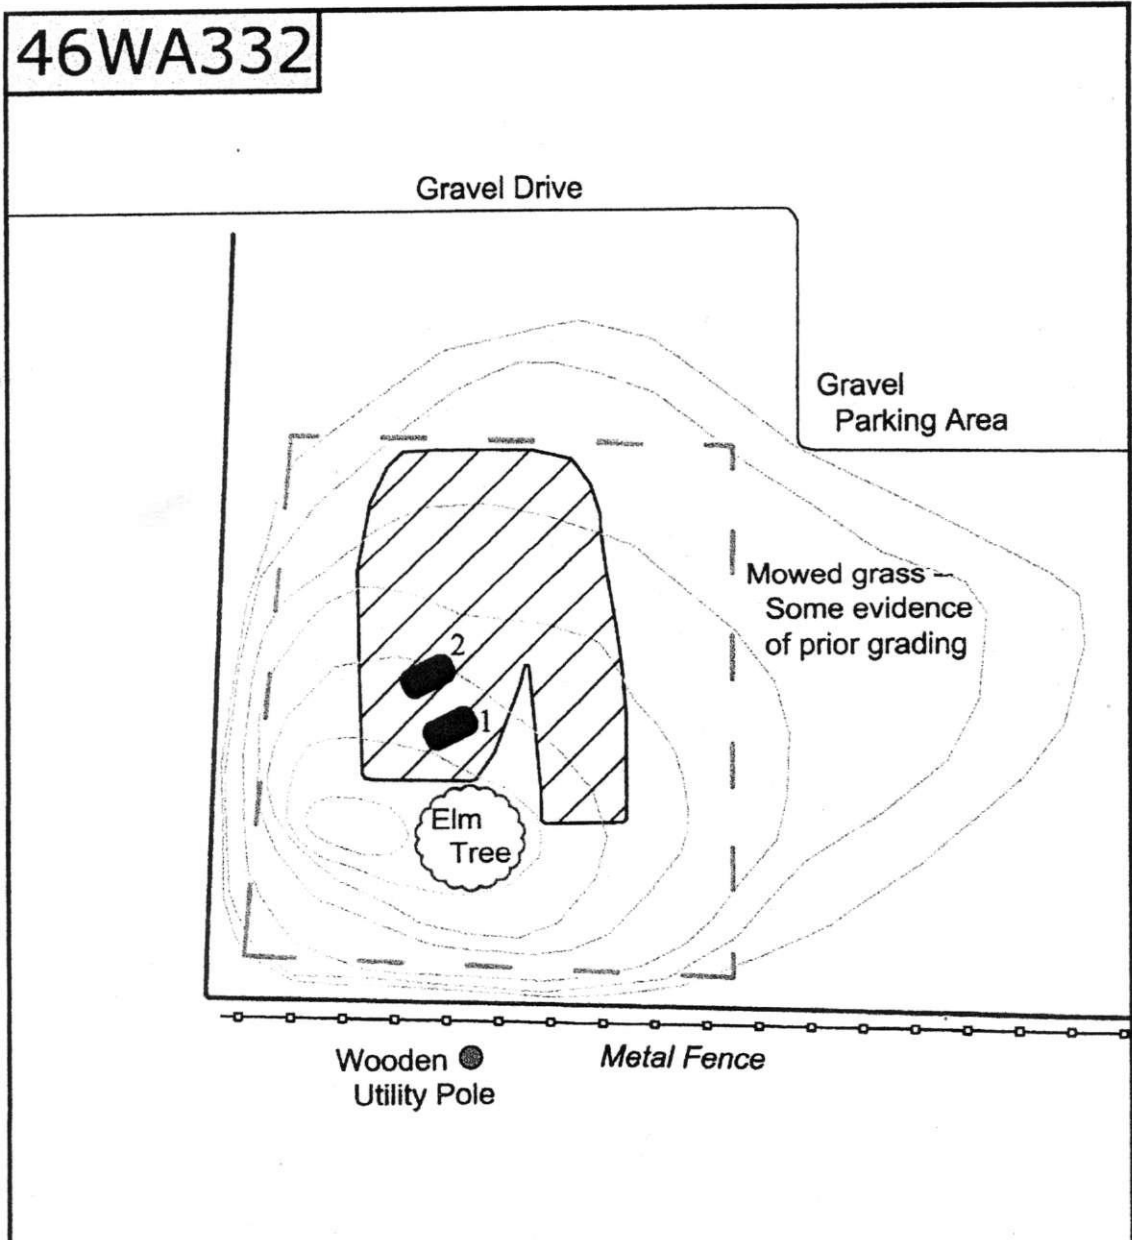 46WA332
Gravel Drive
Gravel
Parking Area
Mowed grass –
Some evidence
of prior grading
2
1
Elm
Tree
Wooden
Utility Pole
Metal Fence